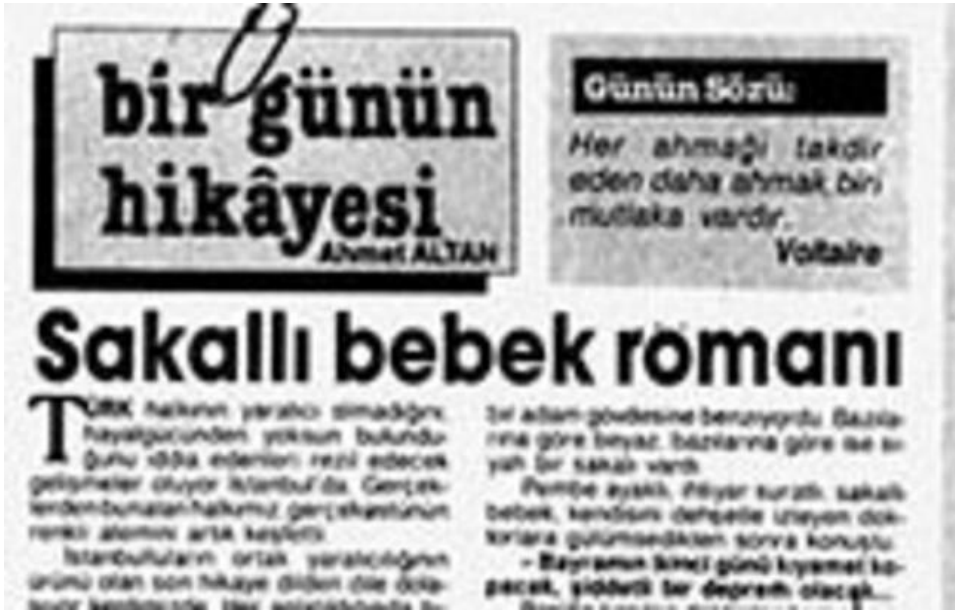 bir günün
hikâyesi
Ahmet ALTAN
Günün Sözü:
Her ahmağı takdir
eden daha ahmak biri
mutlaka vardır.
Voltaire
Sakallı bebek romanı
TÜRK halkının yaratıcı olmadığını,
hayalgücünden yoksun bulundu-
ğunu iddia edenleri rezil edecek
gelişmeler oluyor İstanbul'da. Gerçek-
lerden bunalan halkımız, gerçeküstünün
renkli alemini artık keşfetti.
İstanbulluların ortak yaratıcılığının
ürünü olan son hikaye dilden dile dola-
bir adam gövdesine benziyordu. Bazıla-
rına göre beyaz, bazılarına göre ise si-
yah bir sakalı vardı.
Pembe ayaklı, ihtiyar suratlı, sakallı
bebek, kendisini dehşetle izleyen dok-
torlara gülümsedikten sonra konuştu:
- Bayramın ikinci günü kıyamet ko-
pacak, şiddetli bir deprem olacak...